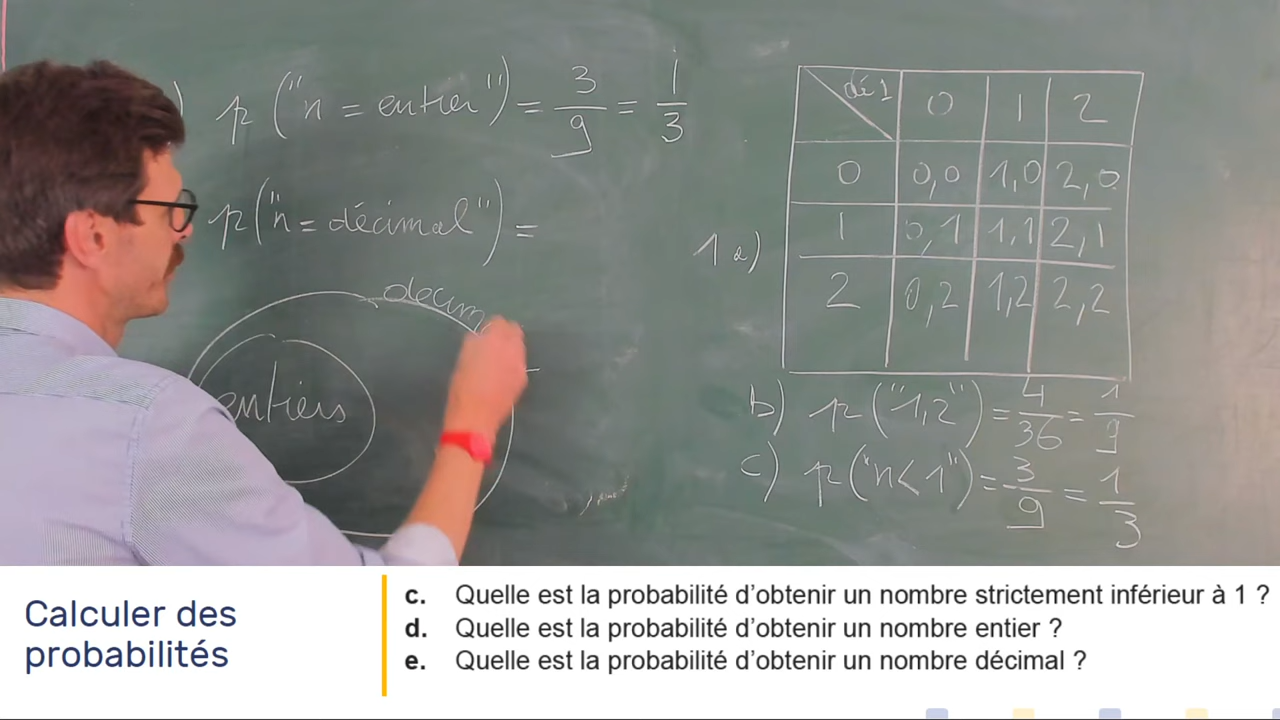 ) p ("n = entier") = 3/9 = 1/3
p("n = décimal") =
decim
entiers
1 a)
dé 1 0 1 2
0 0,0 1,0 2,0
1 0,1 1,1 2,1
2 0,2 1,2 2,2
b) p ("1,2") = 4/36 = 1/9
c) p ("n < 1") = 3/9 = 1/3
Calculer des
probabilités
c. Quelle est la probabilité d'obtenir un nombre strictement inférieur à 1 ?
d. Quelle est la probabilité d'obtenir un nombre entier ?
e. Quelle est la probabilité d'obtenir un nombre décimal ?